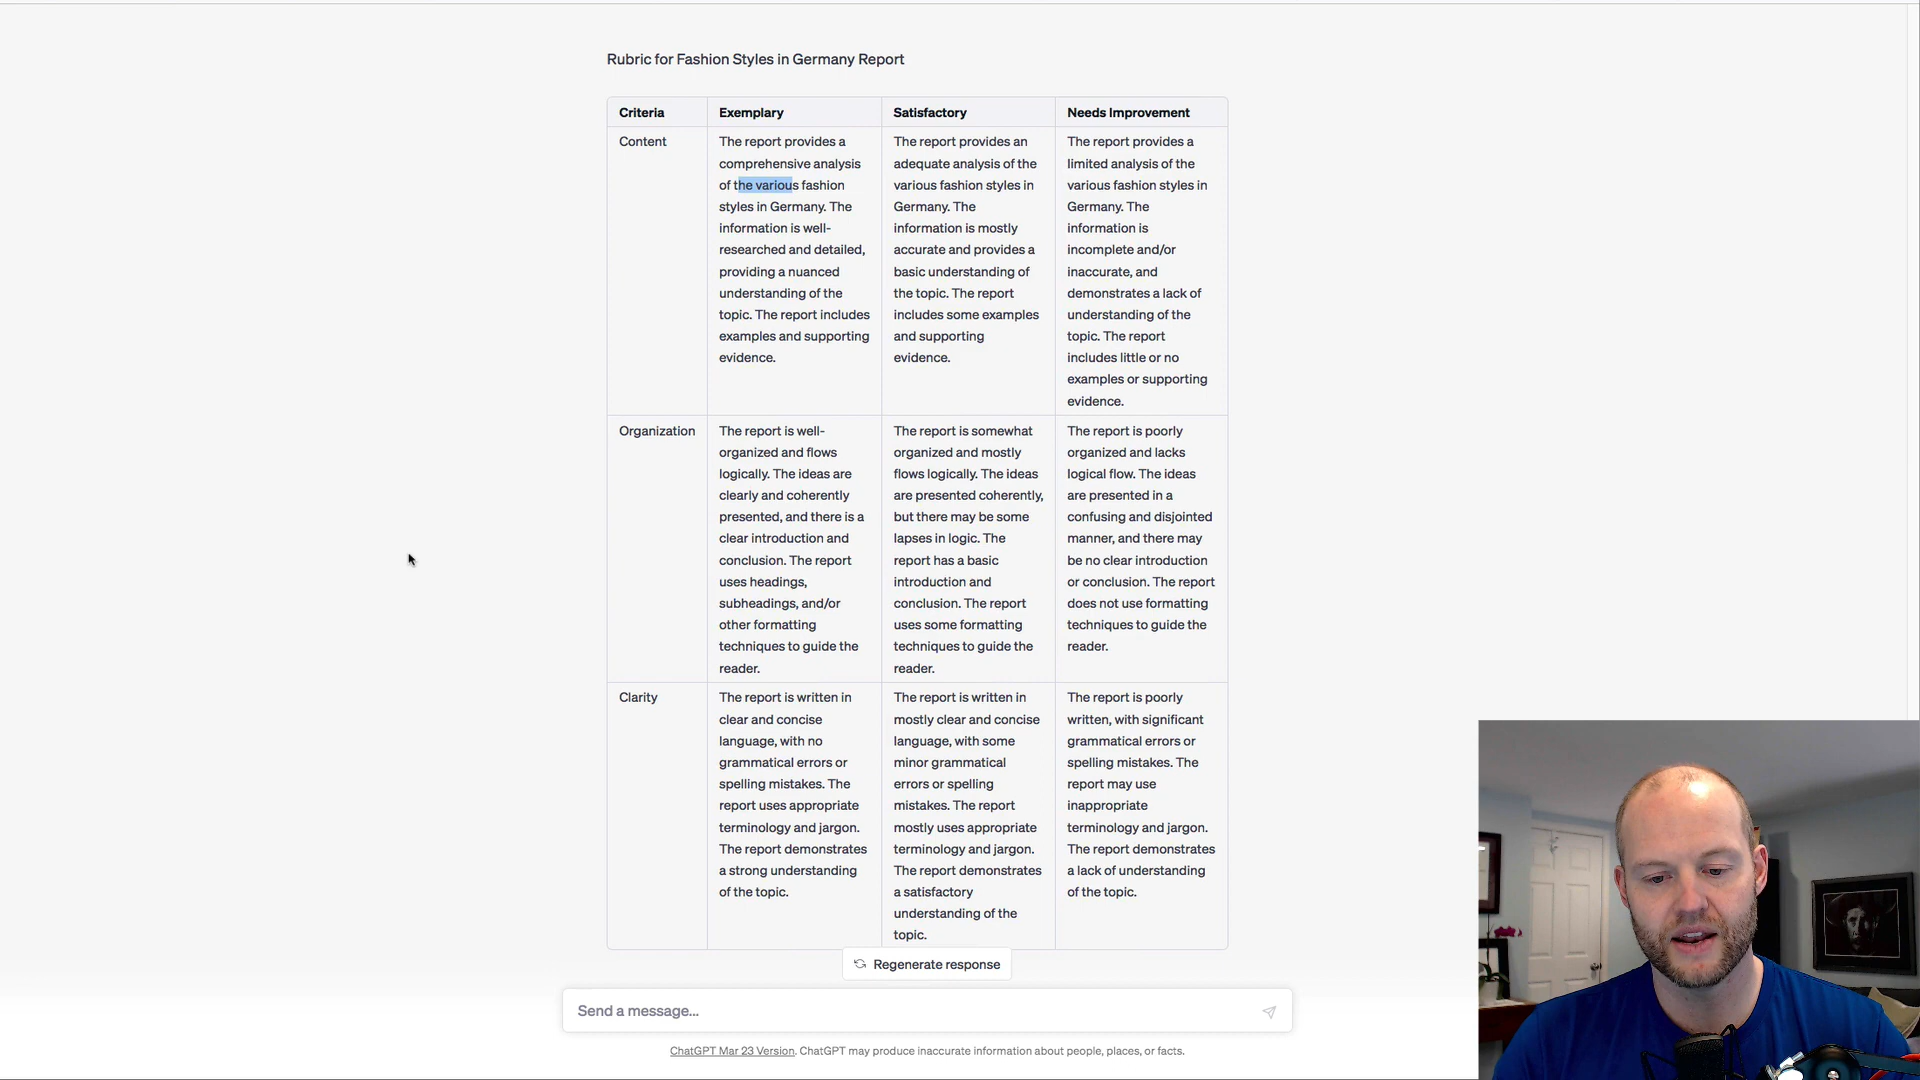 Rubric for Fashion Styles in Germany Report
Criteria
Exemplary
Satisfactory
Needs Improvement
Content
The report provides a
comprehensive analysis
of the various fashion
styles in Germany. The
information is well-
researched and detailed,
providing a nuanced
understanding of the
topic. The report includes
examples and supporting
evidence.
The report provides an
adequate analysis of the
various fashion styles in
Germany. The
information is mostly
accurate and provides a
basic understanding of
the topic. The report
includes some examples
and supporting
evidence.
The report provides a
limited analysis of the
various fashion styles in
Germany. The
information is
incomplete and/or
inaccurate, and
demonstrates a lack of
understanding of the
topic. The report
includes little or no
examples or supporting
evidence.
Organization
The report is well-
organized and flows
logically. The ideas are
clearly and coherently
presented, and there is a
clear introduction and
conclusion. The report
uses headings,
subheadings, and/or
other formatting
techniques to guide the
reader.
The report is somewhat
organized and mostly
flows logically. The ideas
are presented coherently,
but there may be some
lapses in logic. The
report has a basic
introduction and
conclusion. The report
uses some formatting
techniques to guide the
reader.
The report is poorly
organized and lacks
logical flow. The ideas
are presented in a
confusing and disjointed
manner, and there may
be no clear introduction
or conclusion. The report
does not use formatting
techniques to guide the
reader.
Clarity
The report is written in
clear and concise
language, with no
grammatical errors or
spelling mistakes. The
report uses appropriate
terminology and jargon.
The report demonstrates
a strong understanding
of the topic.
The report is written in
mostly clear and concise
language, with some
minor grammatical
errors or spelling
mistakes. The report
mostly uses appropriate
terminology and jargon.
The report demonstrates
a satisfactory
understanding of the
topic.
The report is poorly
written, with significant
grammatical errors or
spelling mistakes. The
report may use
inappropriate
terminology and jargon.
The report demonstrates
a lack of understanding
of the topic.
Regenerate response
Send a message...
ChatGPT Mar 23 Version. ChatGPT may produce inaccurate information about people, places, or facts.